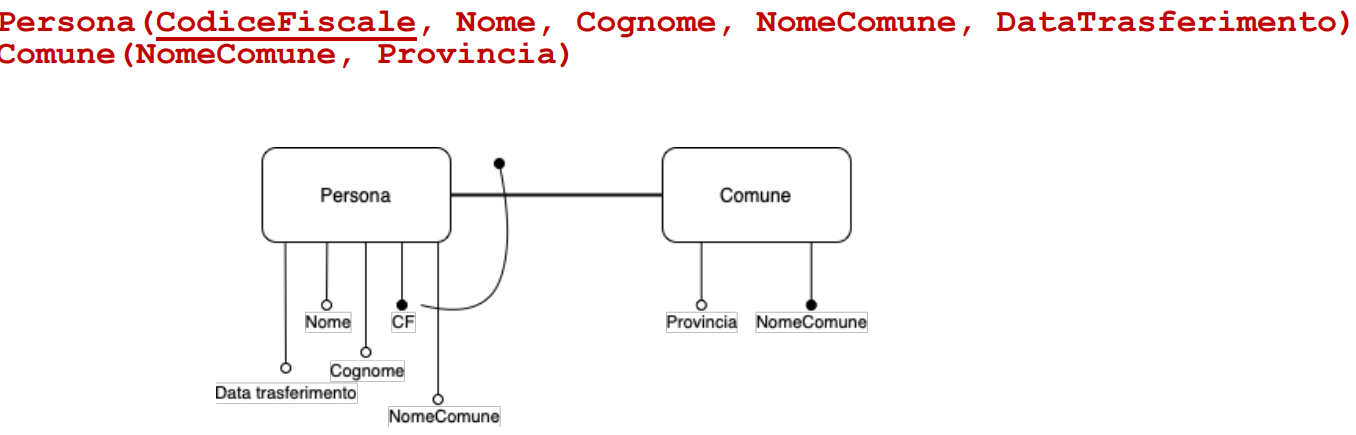 Persona(CodiceFiscale, Nome, Cognome, NomeComune, DataTrasferimento)
Comune(NomeComune, Provincia)
Persona
Comune
Nome
CF
Provincia
NomeComune
Cognome
Data trasferimento
NomeComune